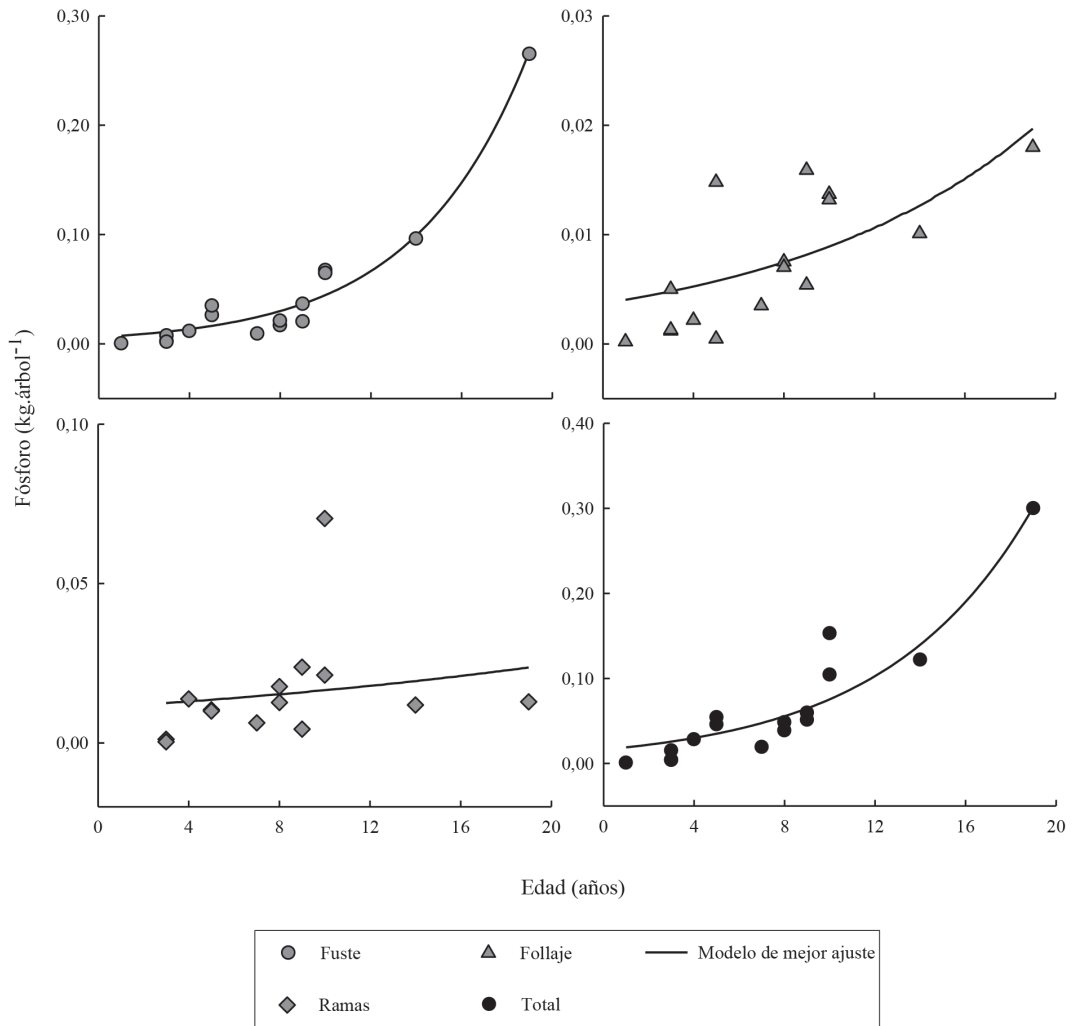 0,30
0,20
0,10
0,00
0,03
0,02
0,01
0,00
Fósforo (kg.árbol⁻¹)
0,10
0,05
0,00
0 4 8 12 16 20
0,40
0,30
0,20
0,10
0,00
0 4 8 12 16 20
Edad (años)
Fuste Follaje Modelo de mejor ajuste
Ramas Total